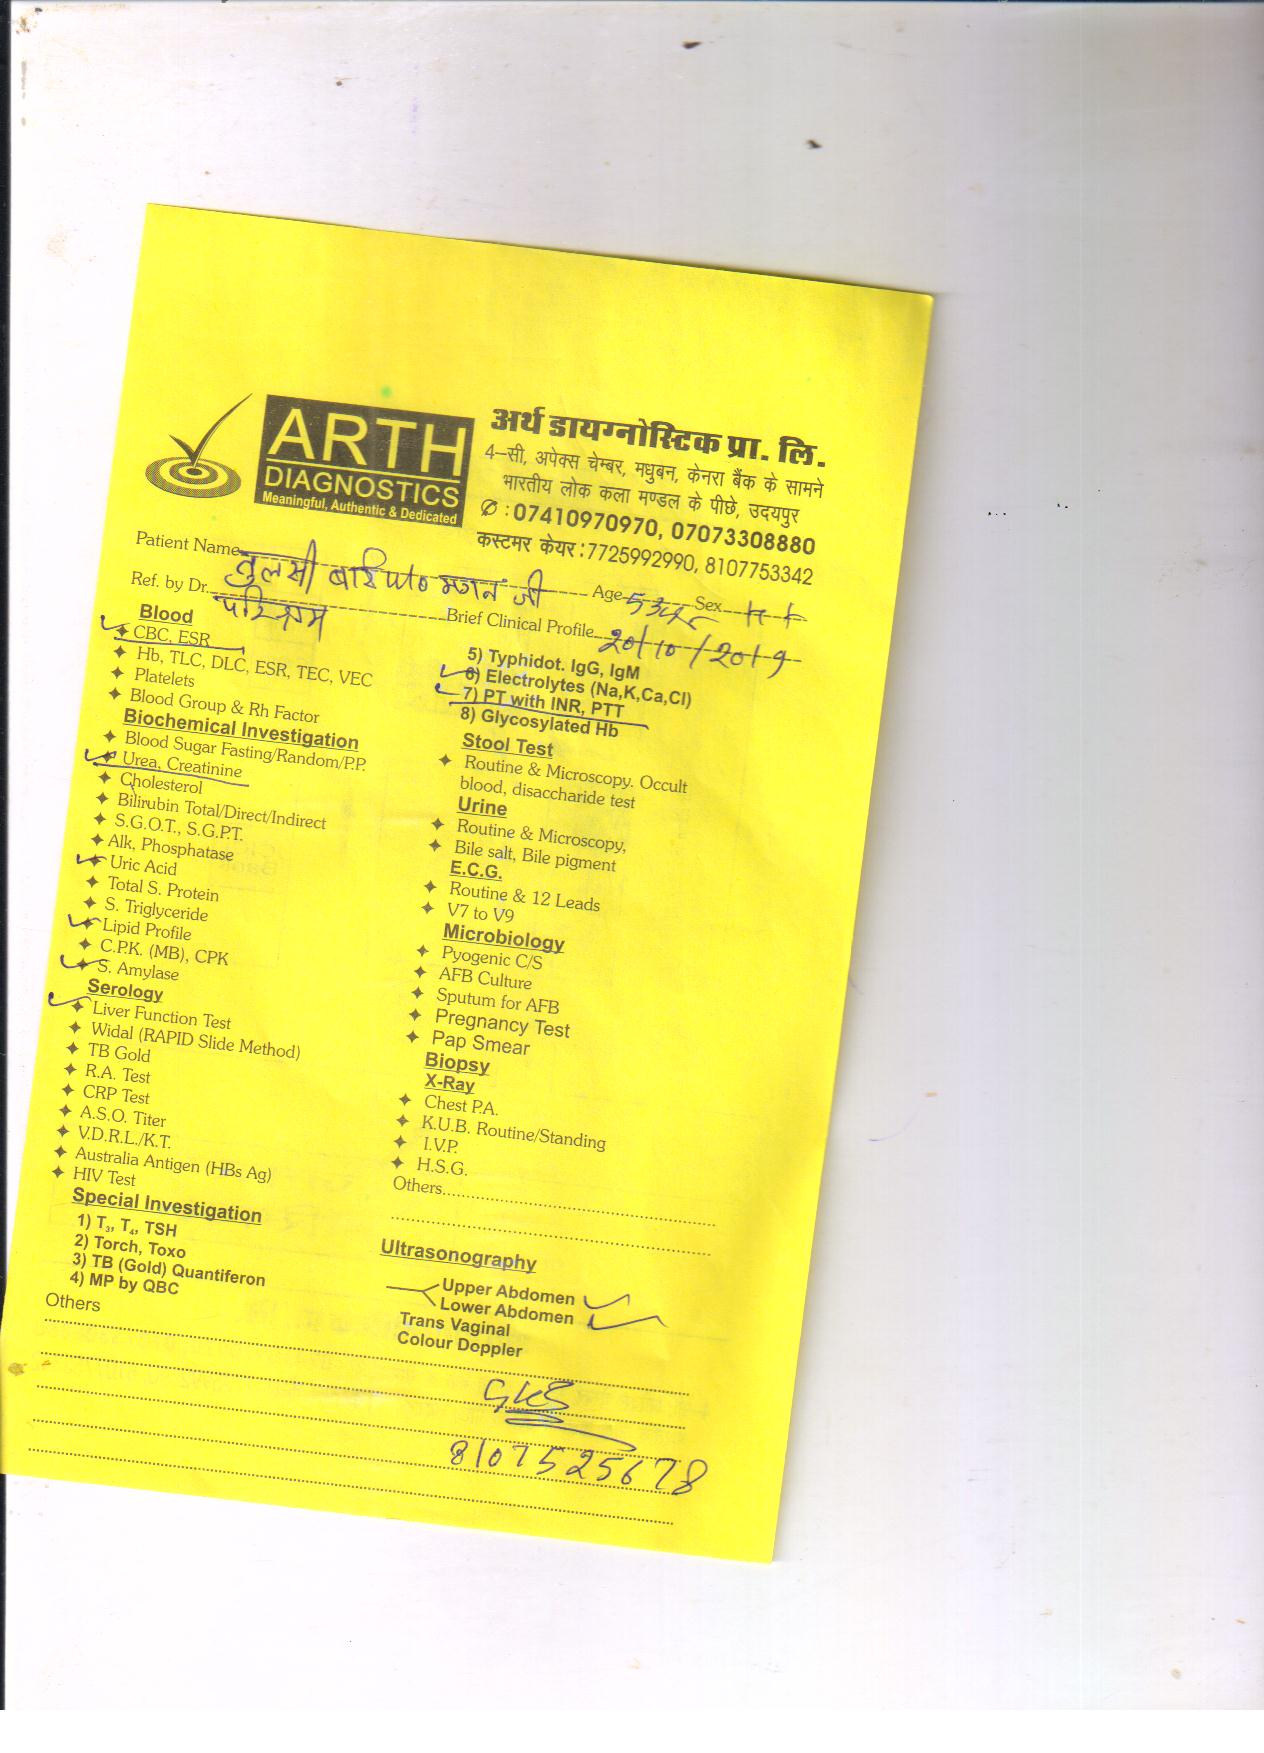 ARTH
DIAGNOSTICS
Meaningful, Authentic & Dedicated
अर्थ डायग्नोस्टिक प्रा. लि.
4-सी, अपेक्स चेम्बर, मधुबन, केनरा बैंक के सामने
भारतीय लोक कला मण्डल के पीछे, उदयपुर
✆ : 07410970970, 07073308880
कस्टमर केयर : 7725992990, 8107753342
Patient Name तुलसी बाई W/o जी Age 53 Sex
Ref. by Dr. Brief Clinical Profile 20/10/2019
Blood
CBC, ESR
Hb, TLC, DLC, ESR, TEC, VEC
Platelets
Blood Group & Rh Factor
Biochemical Investigation
Blood Sugar Fasting/Random/P.P.
Urea, Creatinine
Cholesterol
Bilirubin Total/Direct/Indirect
S.G.O.T., S.G.P.T.
Alk, Phosphatase
Uric Acid
Total S. Protein
S. Triglyceride
Lipid Profile
C.P.K. (MB), CPK
S. Amylase
Serology
Liver Function Test
Widal (RAPID Slide Method)
TB Gold
R.A. Test
CRP Test
A.S.O. Titer
V.D.R.L./K.T.
Australia Antigen (HBs Ag)
HIV Test
Special Investigation
1) T3, T4, TSH
2) Torch, Toxo
3) TB (Gold) Quantiferon
4) MP by QBC
Others
5) Typhidot. IgG, IgM
6) Electrolytes (Na,K,Ca,Cl)
7) PT with INR, PTT
8) Glycosylated Hb
Stool Test
Routine & Microscopy. Occult
blood, disaccharide test
Urine
Routine & Microscopy,
Bile salt, Bile pigment
E.C.G.
Routine & 12 Leads
V7 to V9
Microbiology
Pyogenic C/S
AFB Culture
Sputum for AFB
Pregnancy Test
Pap Smear
Biopsy
X-Ray
Chest P.A.
K.U.B. Routine/Standing
I.V.P.
H.S.G.
Others
Ultrasonography
Upper Abdomen
Lower Abdomen
Trans Vaginal
Colour Doppler
8107525678